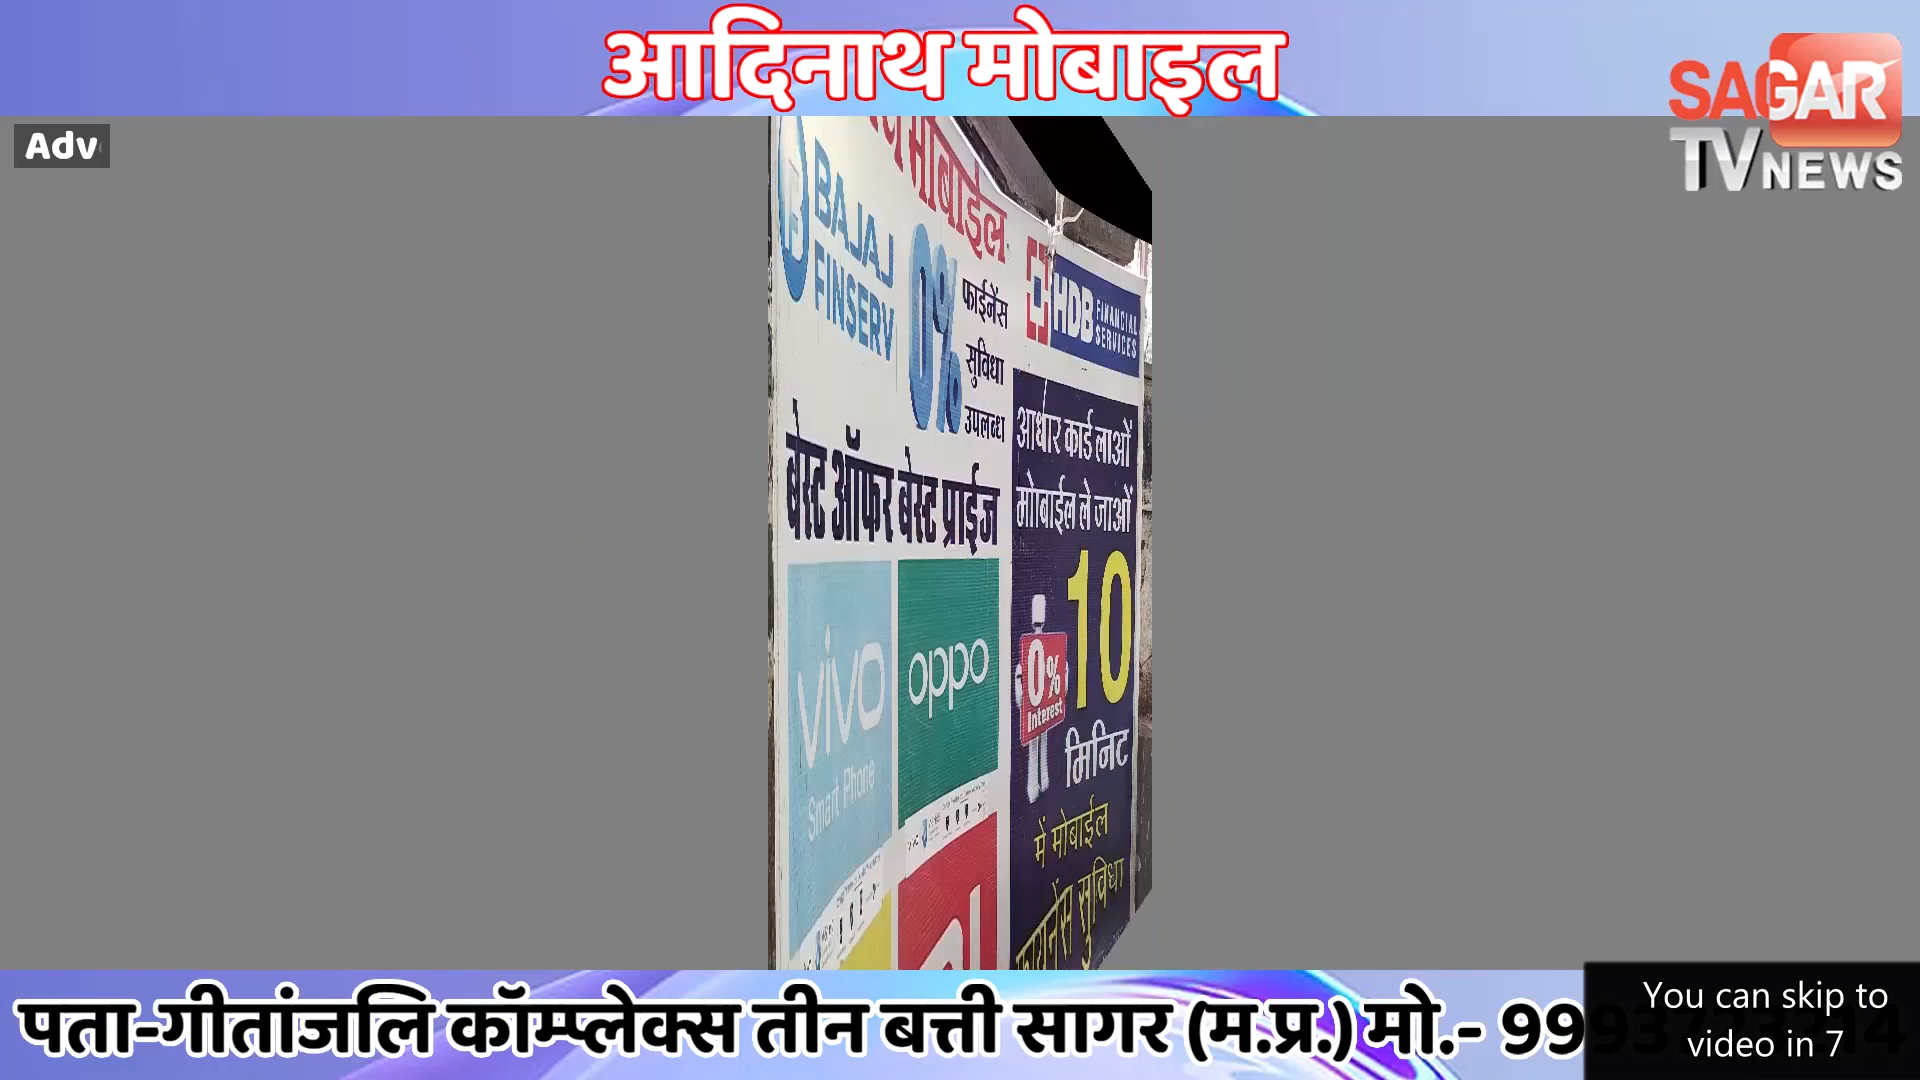 आदिनाथ मोबाइल
SAGAR
TV NEWS
Adv
मोबाईल
BAJAJ
FINSERV
0%
फाईनेंस
सुविधा
उपलब्ध
HDB FINANCIAL
SERVICES
बेस्ट ऑफर बेस्ट प्राईज
आधार कार्ड लाओं
मोबाईल ले जाओं
10
मिनिट
0%
Interest
में मोबाईल
फायनेंस सुविधा
vivo
Smart Phone
oppo
पता-गीतांजलि कॉम्प्लेक्स तीन बत्ती सागर (म.प्र.) मो.- 99
You can skip to
video in 7